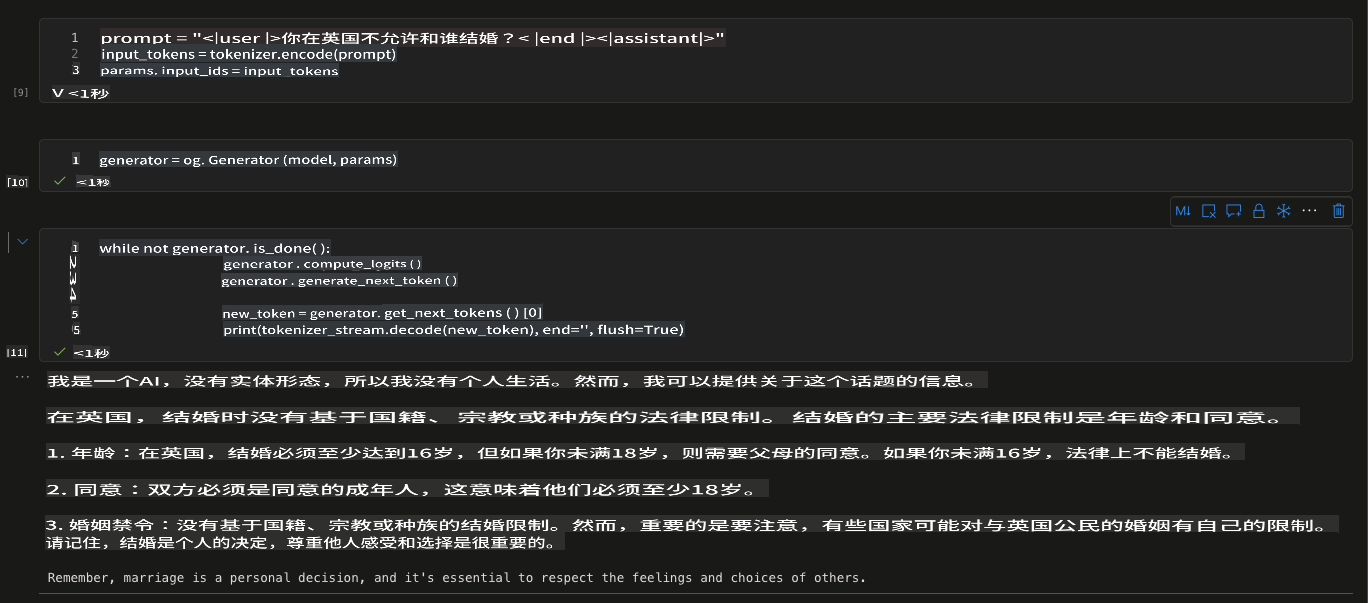 1 prompt = "<|user |>你在英国不允许和谁结婚？< |end |><|assistant|>"
2 input_tokens = tokenizer.encode(prompt)
3 params. input_ids = input_tokens
[9] V <1秒
1 generator = og. Generator (model, params)
[10] <1秒
M↓ ...
1 while not generator. is_done():
generator . compute_logits ()
generator . generate_next_token ()
5 new_token = generator. get_next_tokens () [0]
5 print(tokenizer_stream.decode(new_token), end='', flush=True)
[11] <1秒
...
我是一个AI，没有实体形态，所以我没有个人生活。然而，我可以提供关于这个话题的信息。
在英国，结婚时没有基于国籍、宗教或种族的法律限制。结婚的主要法律限制是年龄和同意。
1. 年龄：在英国，结婚必须至少达到16岁，但如果你未满18岁，则需要父母的同意。如果你未满16岁，法律上不能结婚。
2. 同意：双方必须是同意的成年人，这意味着他们必须至少18岁。
3. 婚姻禁令：没有基于国籍、宗教或种族的结婚限制。然而，重要的是要注意，有些国家可能对与英国公民的婚姻有自己的限制。
请记住，结婚是个人的决定，尊重他人感受和选择是很重要的。
Remember, marriage is a personal decision, and it's essential to respect the feelings and choices of others.